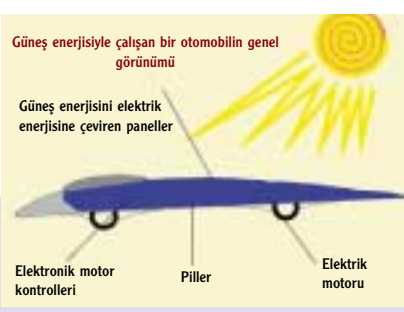 Güneş enerjisiyle çalışan bir otomobilin genel
görünümü
Güneş enerjisini elektrik
enerjisine çeviren paneller
Elektronik motor
kontrolleri
Piller
Elektrik
motoru